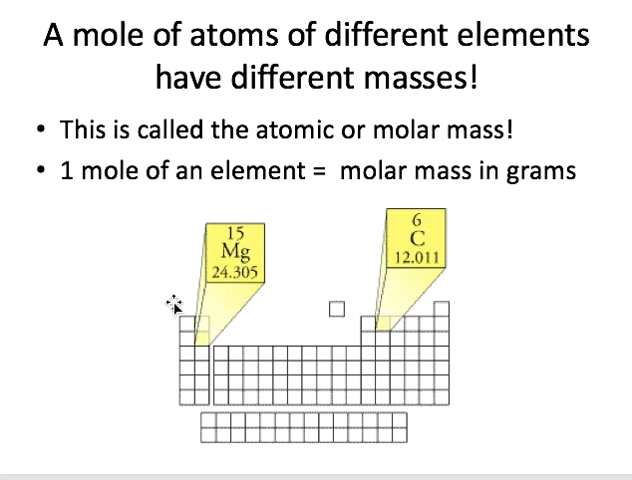 A mole of atoms of different elements
have different masses!
• This is called the atomic or molar mass!
• 1 mole of an element = molar mass in grams
15
Mg
24.305
6
C
12.011